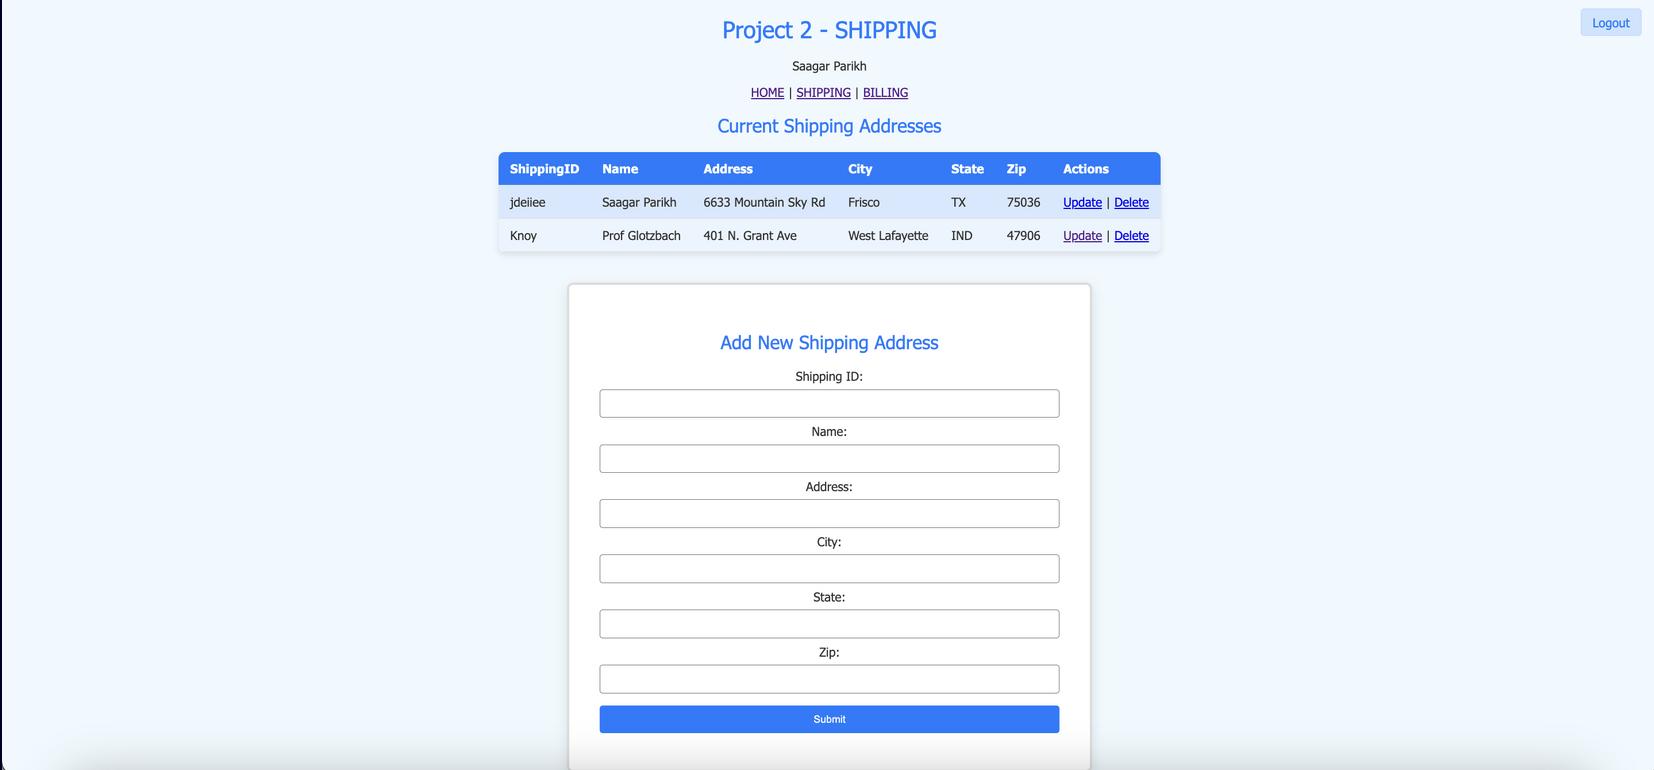 Logout
Project 2 - SHIPPING
Saagar Parikh
HOME | SHIPPING | BILLING
Current Shipping Addresses
ShippingID Name Address City State Zip Actions
jdeiiee Saagar Parikh 6633 Mountain Sky Rd Frisco TX 75036 Update | Delete
Knoy Prof Glotzbach 401 N. Grant Ave West Lafayette IND 47906 Update | Delete
Add New Shipping Address
Shipping ID:
Name:
Address:
City:
State:
Zip:
Submit